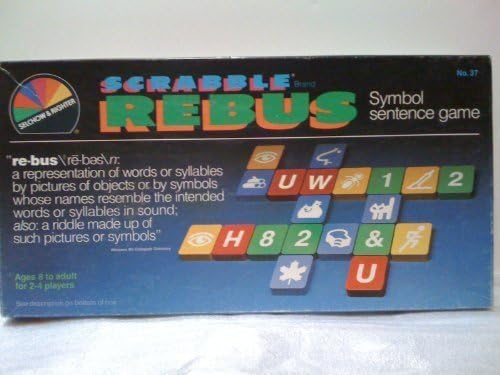 SCRABBLE® Brand
REBUS
SELCHOW & RIGHTER
®
No. 37
Symbol
sentence game
"re·bus\'rē-bəs\n:
a representation of words or syllables
by pictures of objects or by symbols
whose names resemble the intended
words or syllables in sound;
also: a riddle made up of
such pictures or symbols"
Ages 8 to adult
for 2-4 players
See description on bottom of box
U W 1 2
H 8 2 &
U